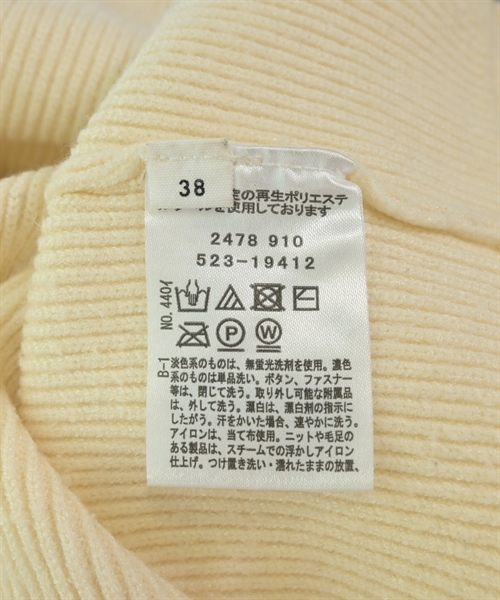 38
定の再生ポリエステ
を使用しております
2478 910
523-19412
P
W
NO. 4404
B-1
淡色系のものは、無蛍光洗剤を使用。濃色
系のものは単品洗い。ボタン、ファスナー
等は、閉じて洗う。取り外し可能な附属品
は、外して洗う。漂白は、漂白剤の指示に
したがう。汗をかいた場合、速やかに洗う。
アイロンは、当て布使用。ニットや毛足の
ある製品は、スチームでの浮かしアイロン
仕上げ。つけ置き洗い・濡れたままの放置、